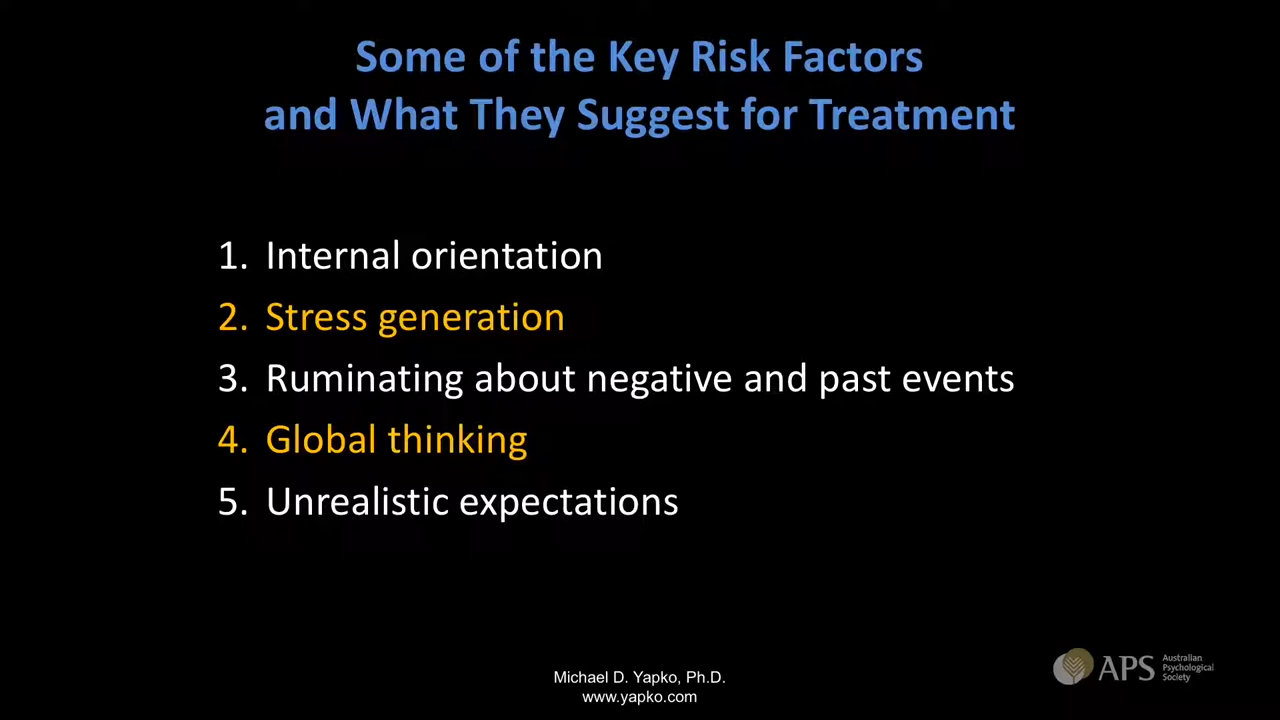 Some of the Key Risk Factors
and What They Suggest for Treatment
1. Internal orientation
2. Stress generation
3. Ruminating about negative and past events
4. Global thinking
5. Unrealistic expectations
Michael D. Yapko, Ph.D.
www.yapko.com
APS
Australian
Psychological
Society